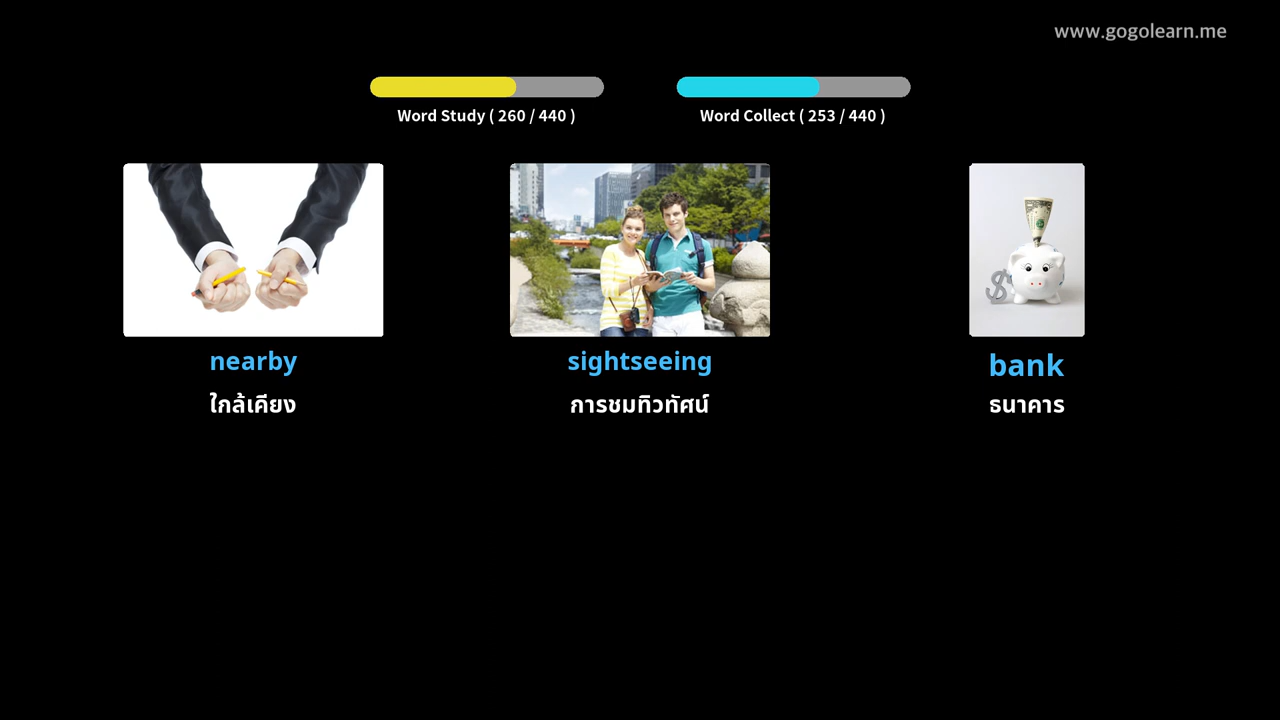 www.gogolearn.me
Word Study ( 260 / 440 )
Word Collect ( 253 / 440 )
nearby
ใกล้เคียง
sightseeing
การชมทิวทัศน์
bank
ธนาคาร